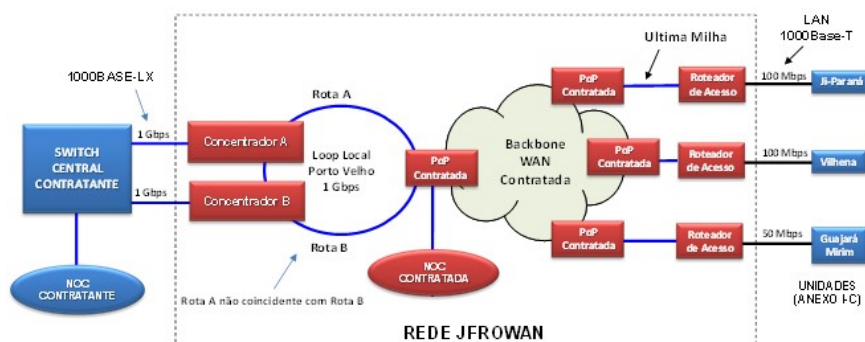 LAN
1000Base-T
Ultima Milha
1000BASE-LX
1 Gbps
1 Gbps
SWITCH
CENTRAL
CONTRATANTE
NOC
CONTRATANTE
Concentrador A
Concentrador B
Rota A
Loop Local
Porto Velho
1 Gbps
Rota B
Rota A não coincidente com Rota B
PoP
Contratada
NOC
CONTRATADA
Backbone
WAN
Contratada
PoP
Contratada
Roteador
de Acesso
100 Mbps
Ji-Paraná
PoP
Contratada
Roteador
de Acesso
100 Mbps
Vilhena
PoP
Contratada
Roteador
de Acesso
50 Mbps
Guajará
Mirim
UNIDADES
(ANEXO I-C)
REDE JFROWAN